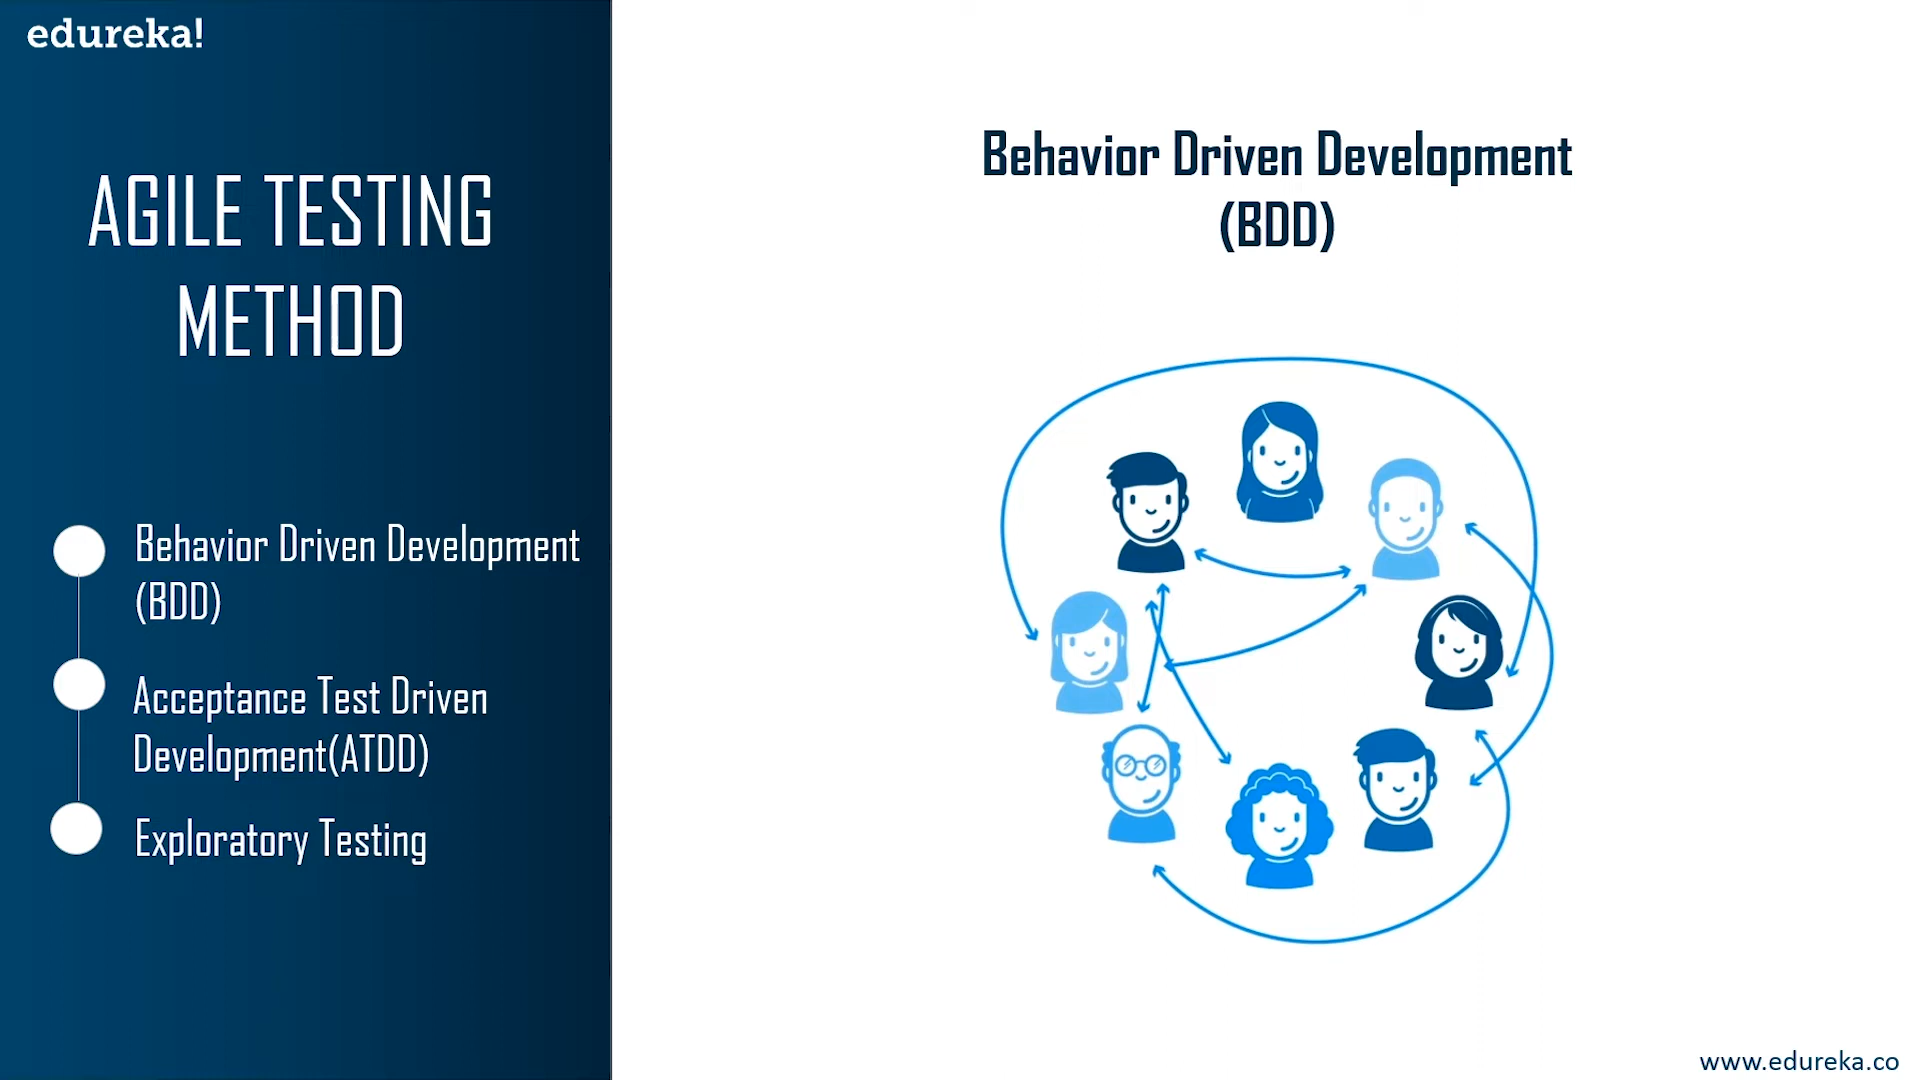 edureka!
AGILE TESTING
METHOD
Behavior Driven Development
(BDD)
Acceptance Test Driven
Development(ATDD)
Exploratory Testing
Behavior Driven Development
(BDD)
www.edureka.co